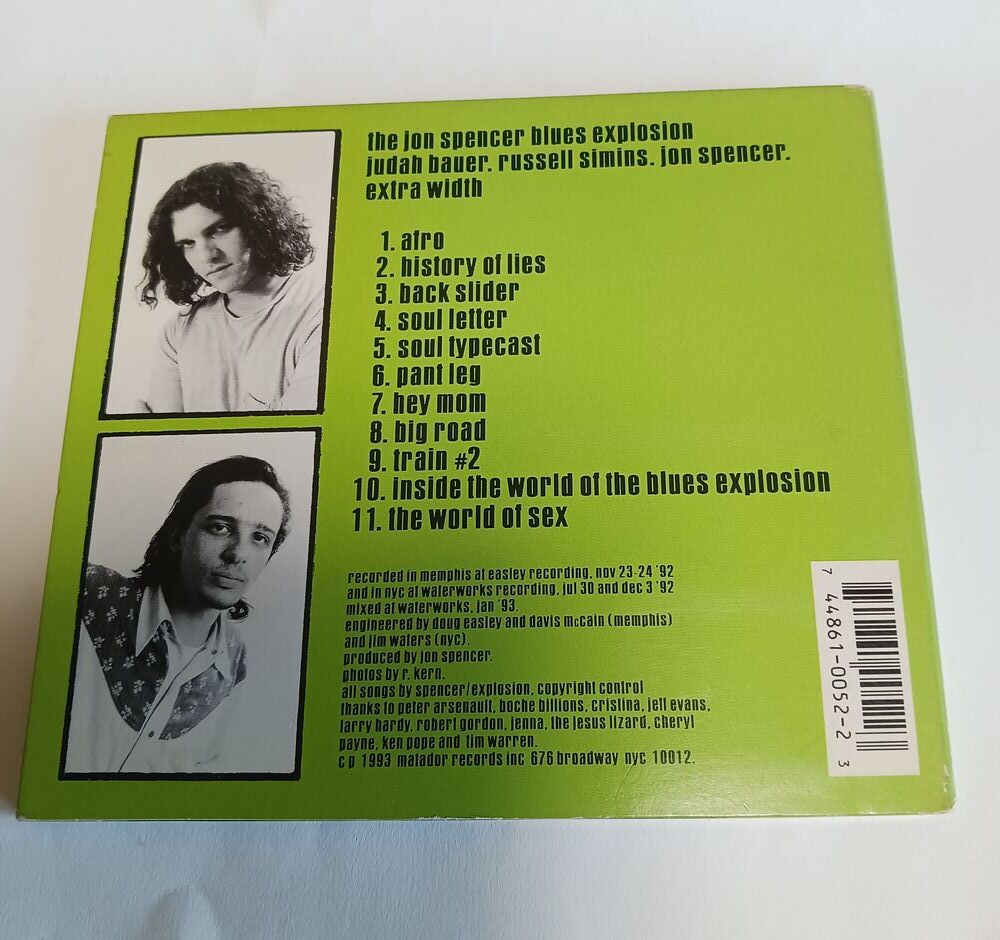 the jon spencer blues explosion
judah bauer. russell simins. jon spencer.
extra width
1. afro
2. history of lies
3. back slider
4. soul letter
5. soul typecast
6. pant leg
7. hey mom
8. big road
9. train #2
10. inside the world of the blues explosion
11. the world of sex
recorded in memphis at easley recording, nov 23-24 '92
and in nyc at waterworks recording, jul 30 and dec 3 '92
mixed at waterworks, jan '93.
engineered by doug easley and davis mccain (memphis)
and jim waters (nyc).
produced by jon spencer.
photos by r. kern.
all songs by spencer/explosion, copyright control
thanks to peter arsenault, boche billions, cristina, jeff evans,
larry hardy, robert gordon, jenna, the jesus lizard, cheryl
payne, ken pope and tim warren.
c p 1993 matador records inc 676 broadway nyc 10012.
7 44861-0052-2 3